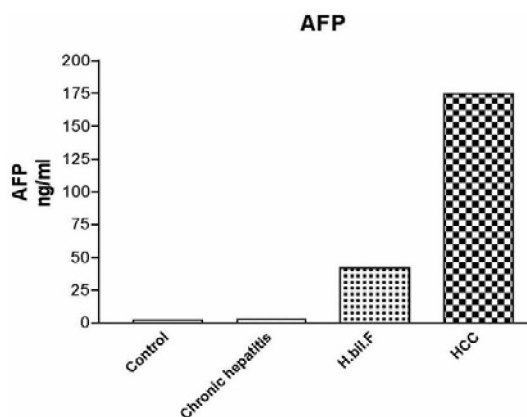 AFP
200
175
150
125
100
75
50
25
0
AFP
ng/ml
Control
Chronic hepatitis
H.bil.F
HCC